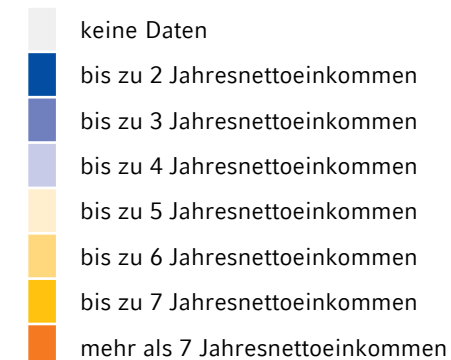 keine Daten
bis zu 2 Jahresnettoeinkommen
bis zu 3 Jahresnettoeinkommen
bis zu 4 Jahresnettoeinkommen
bis zu 5 Jahresnettoeinkommen
bis zu 6 Jahresnettoeinkommen
bis zu 7 Jahresnettoeinkommen
mehr als 7 Jahresnettoeinkommen